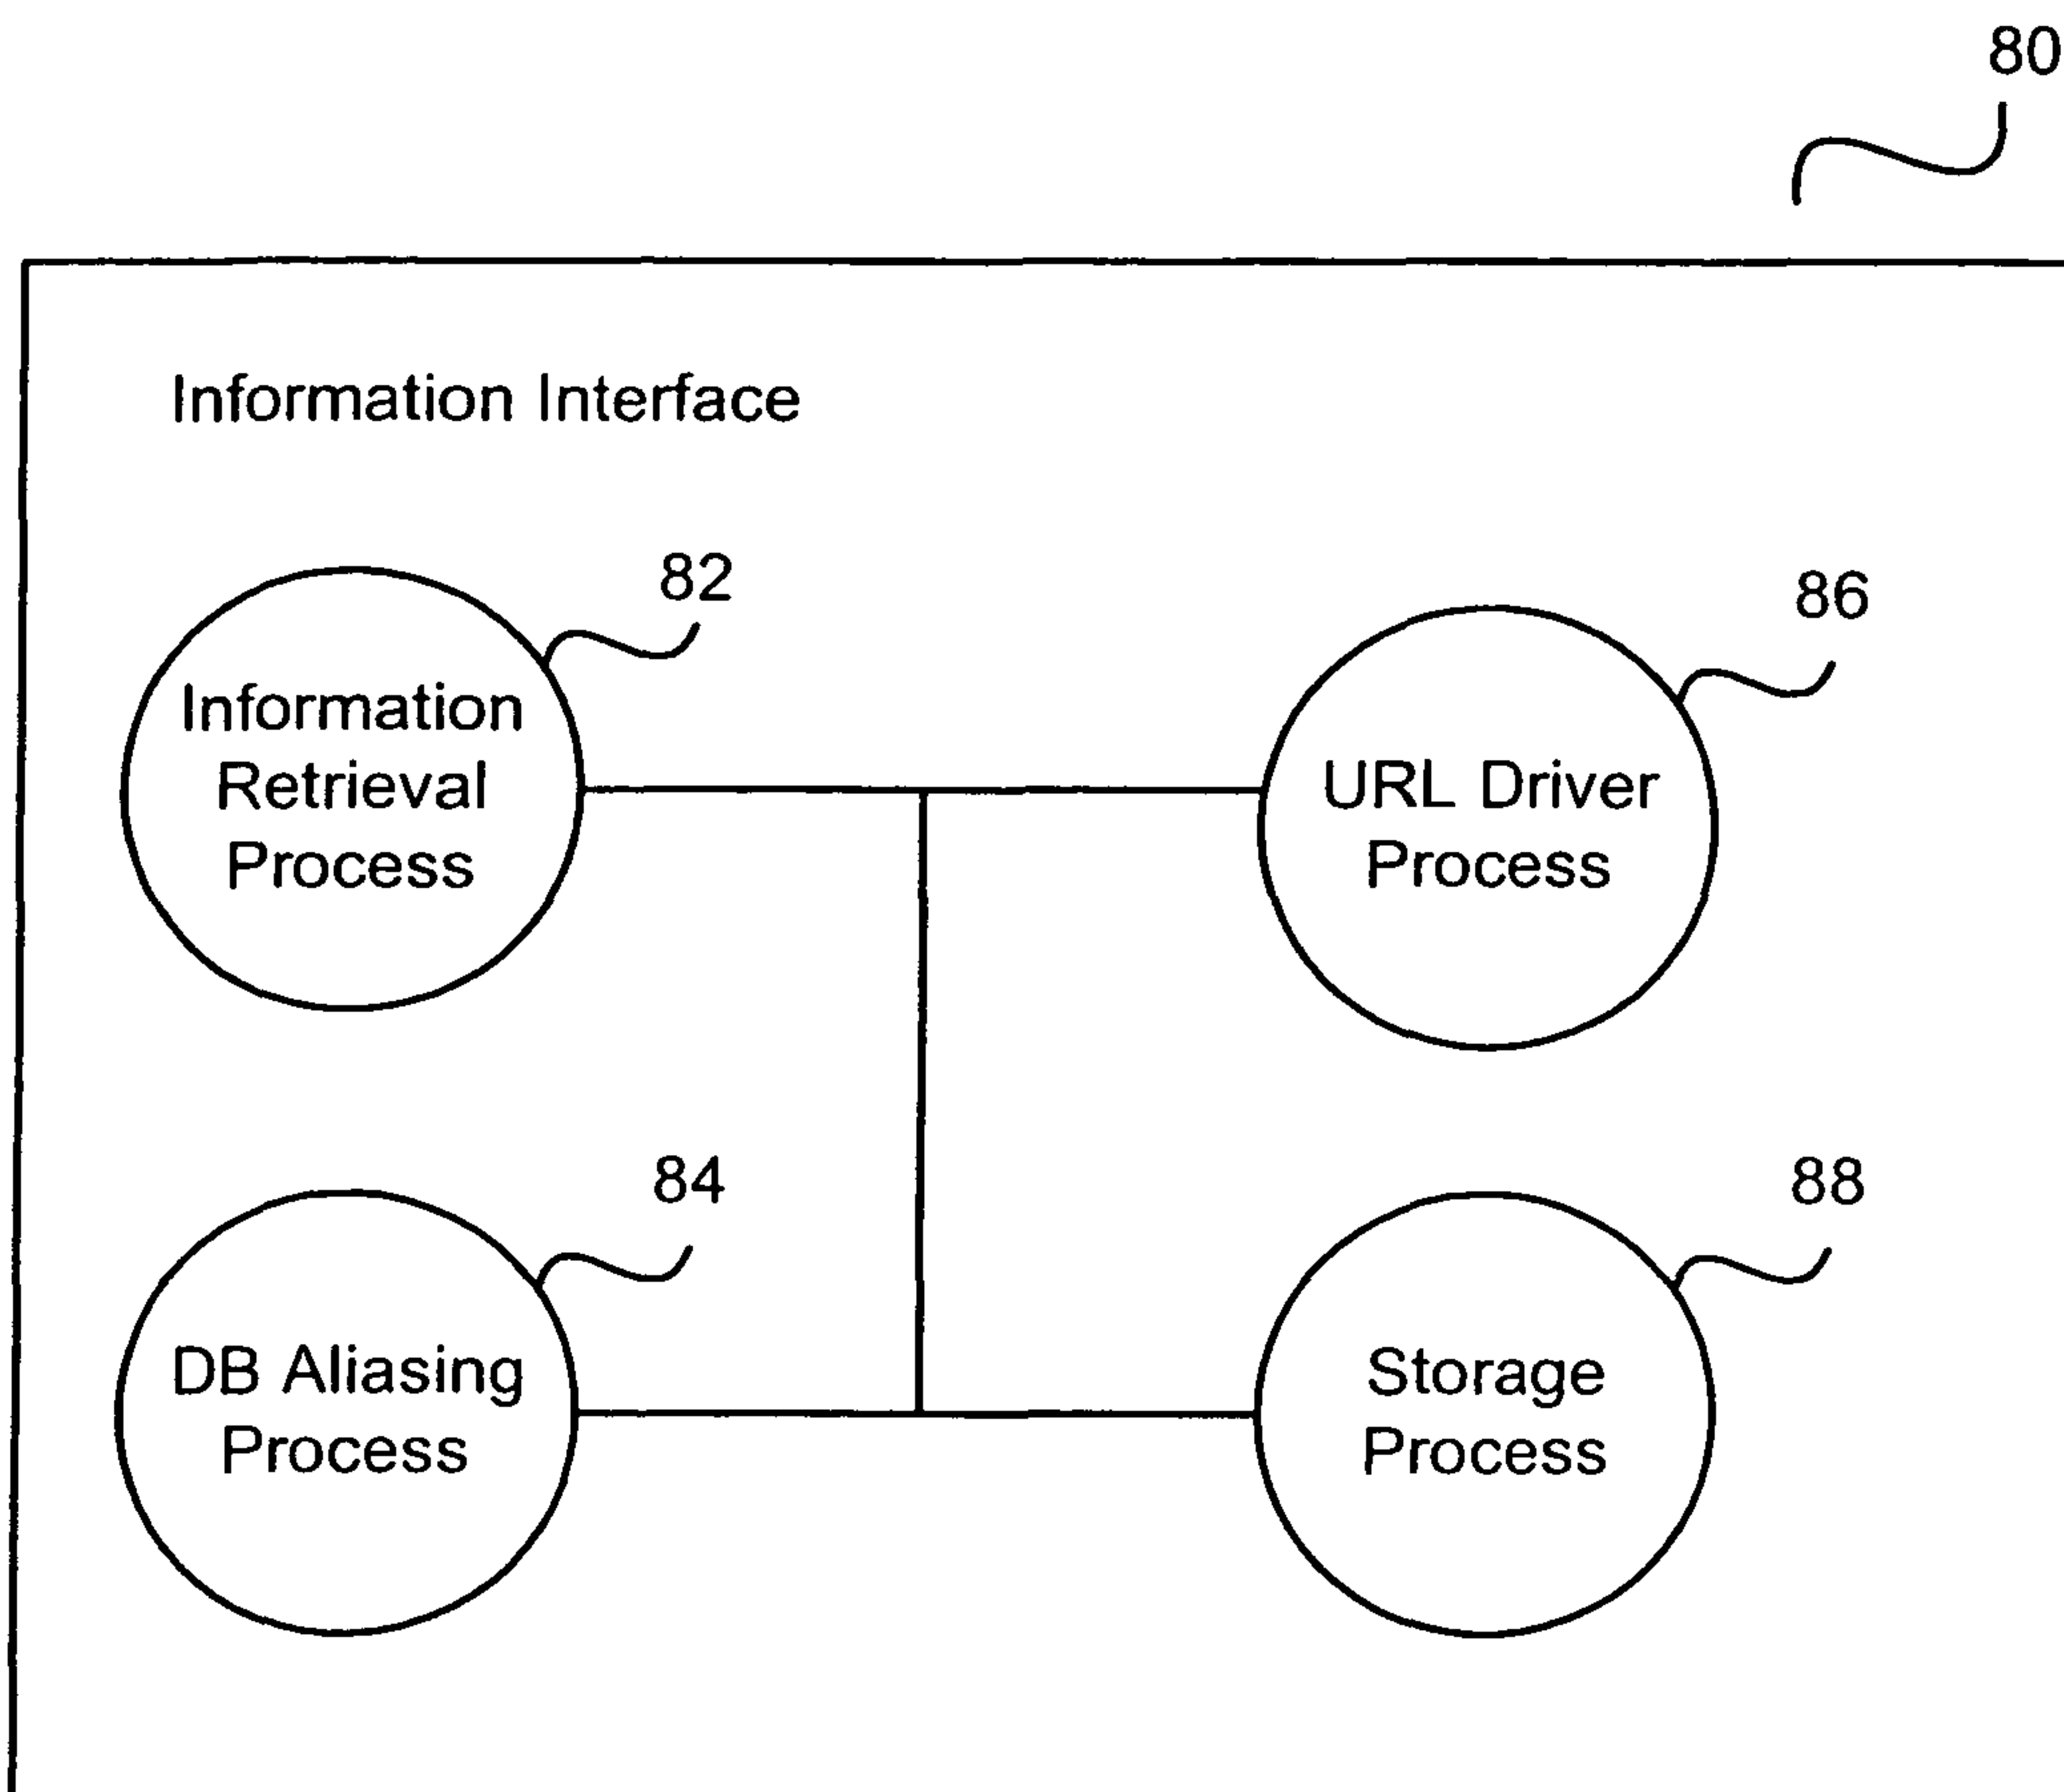 80
Information Interface
82
Information
Retrieval
Process
86
URL Driver
Process
84
DB Aliasing
Process
88
Storage
Process